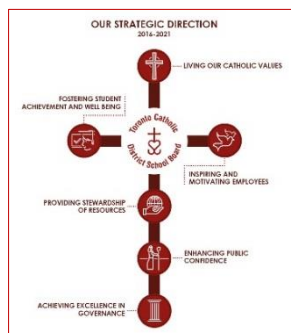 OUR STRATEGIC DIRECTION
2016-2021
LIVING OUR CATHOLIC VALUES
FOSTERING STUDENT
ACHIEVEMENT AND WELL BEING
Toronto Catholic
District School Board
INSPIRING AND
MOTIVATING EMPLOYEES
PROVIDING STEWARDSHIP
OF RESOURCES
ENHANCING PUBLIC
CONFIDENCE
ACHIEVING EXCELLENCE IN
GOVERNANCE